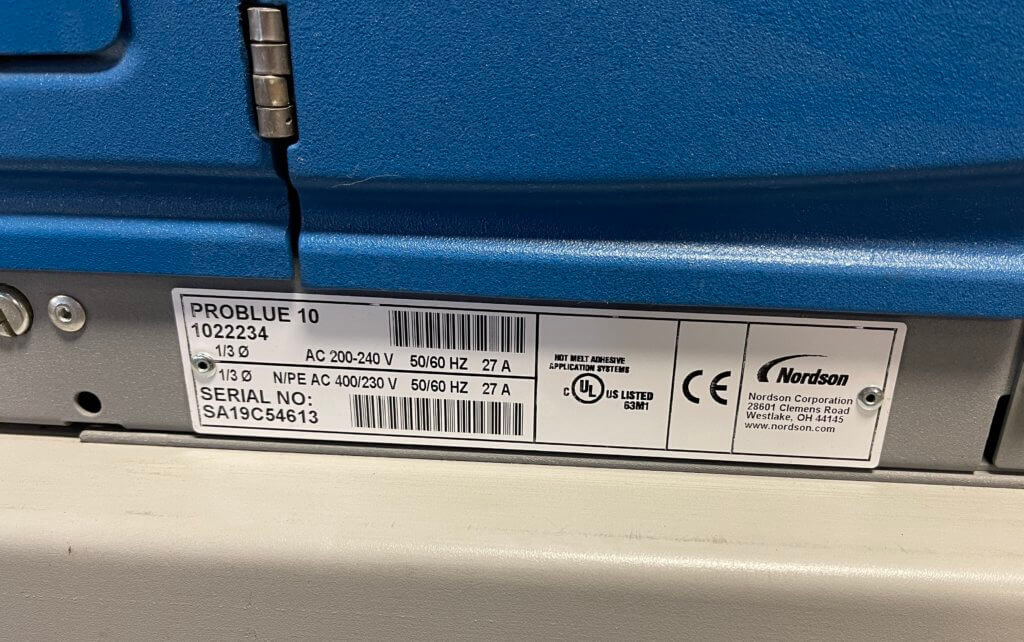 PROBLUE 10
1022234
1/3 Ø AC 200-240 V 50/60 HZ 27 A
1/3 Ø N/PE AC 400/230 V 50/60 HZ 27 A
SERIAL NO:
SA19C54613
HOT MELT ADHESIVE
APPLICATION SYSTEMS
C UL US LISTED
63M1
CE
Nordson
Nordson Corporation
28601 Clemens Road
Westlake, OH 44145
www.nordson.com